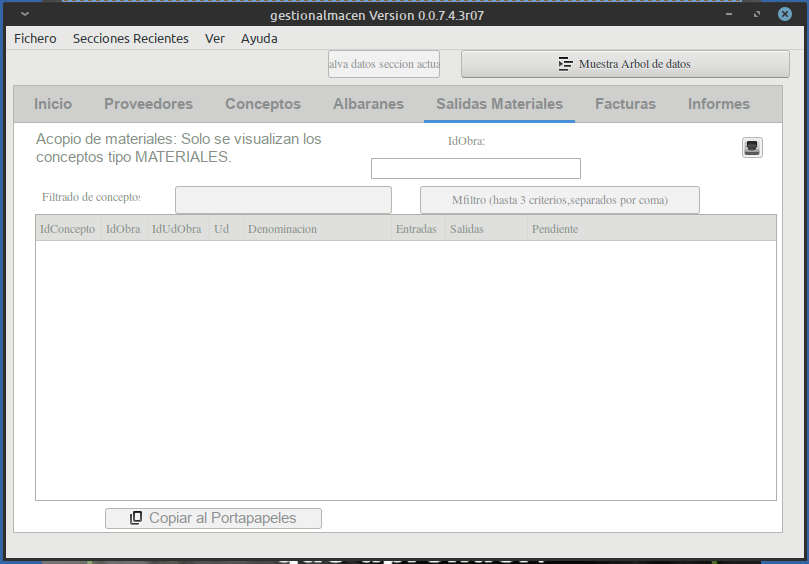 gestionalmacen Version 0.0.7.4.3r07
Fichero Secciones Recientes Ver Ayuda
alva datos seccion actua Muestra Arbol de datos
Inicio Proveedores Conceptos Albaranes Salidas Materiales Facturas Informes
Acopio de materiales: Solo se visualizan los
conceptos tipo MATERIALES.
IdObra:
Filtrado de conceptos Mfiltro (hasta 3 criterios,separados por coma)
IdConcepto IdObra IdUdObra Ud Denominacion Entradas Salidas Pendiente
Copiar al Portapapeles